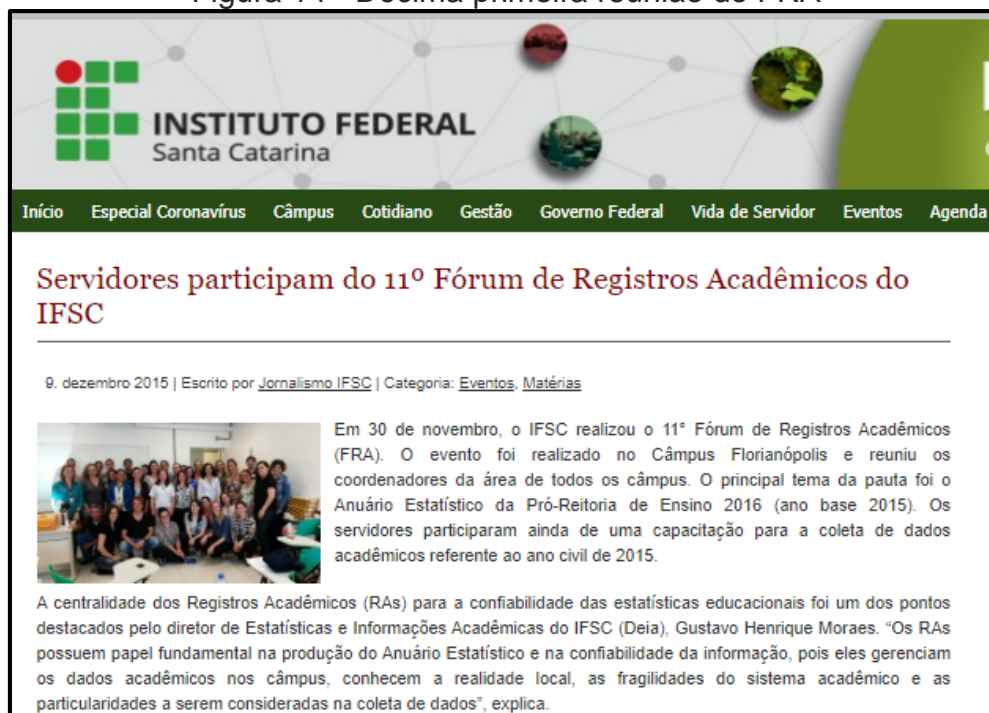 INSTITUTO FEDERAL
Santa Catarina
Início Especial Coronavírus Câmpus Cotidiano Gestão Governo Federal Vida de Servidor Eventos Agenda
Servidores participam do 11º Fórum de Registros Acadêmicos do
IFSC
9. dezembro 2015 | Escrito por Jornalismo IFSC | Categoria: Eventos, Matérias
Em 30 de novembro, o IFSC realizou o 11° Fórum de Registros Acadêmicos
(FRA). O evento foi realizado no Câmpus Florianópolis e reuniu os
coordenadores da área de todos os câmpus. O principal tema da pauta foi o
Anuário Estatístico da Pró-Reitoria de Ensino 2016 (ano base 2015). Os
servidores participaram ainda de uma capacitação para a coleta de dados
acadêmicos referente ao ano civil de 2015.
A centralidade dos Registros Acadêmicos (RAs) para a confiabilidade das estatísticas educacionais foi um dos pontos
destacados pelo diretor de Estatísticas e Informações Acadêmicas do IFSC (Deia), Gustavo Henrique Moraes. “Os RAs
possuem papel fundamental na produção do Anuário Estatístico e na confiabilidade da informação, pois eles gerenciam
os dados acadêmicos nos câmpus, conhecem a realidade local, as fragilidades do sistema acadêmico e as
particularidades a serem consideradas na coleta de dados”, explica.